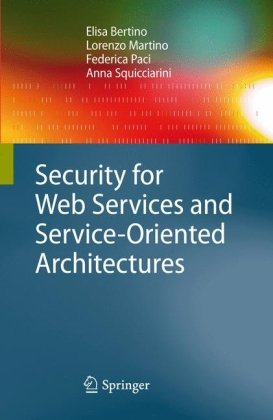 Elisa Bertino
Lorenzo Martino
Federica Paci
Anna Squicciarini
Security for
Web Services and
Service-Oriented
Architectures
Springer